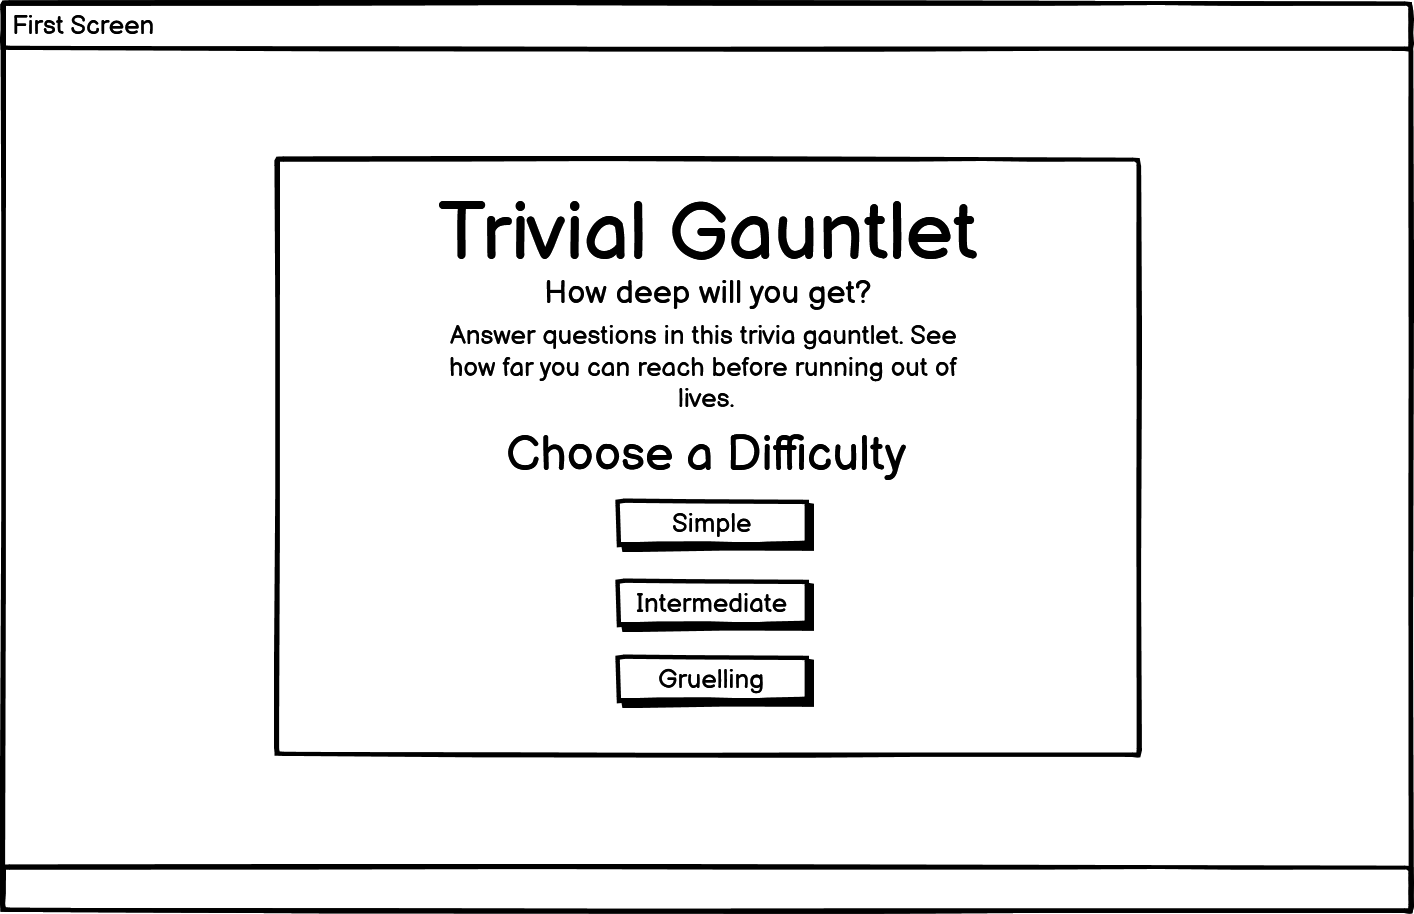 First Screen
Trivial Gauntlet
How deep will you get?
Answer questions in this trivia gauntlet. See
how far you can reach before running out of
lives.
Choose a Difficulty
Simple
Intermediate
Gruelling